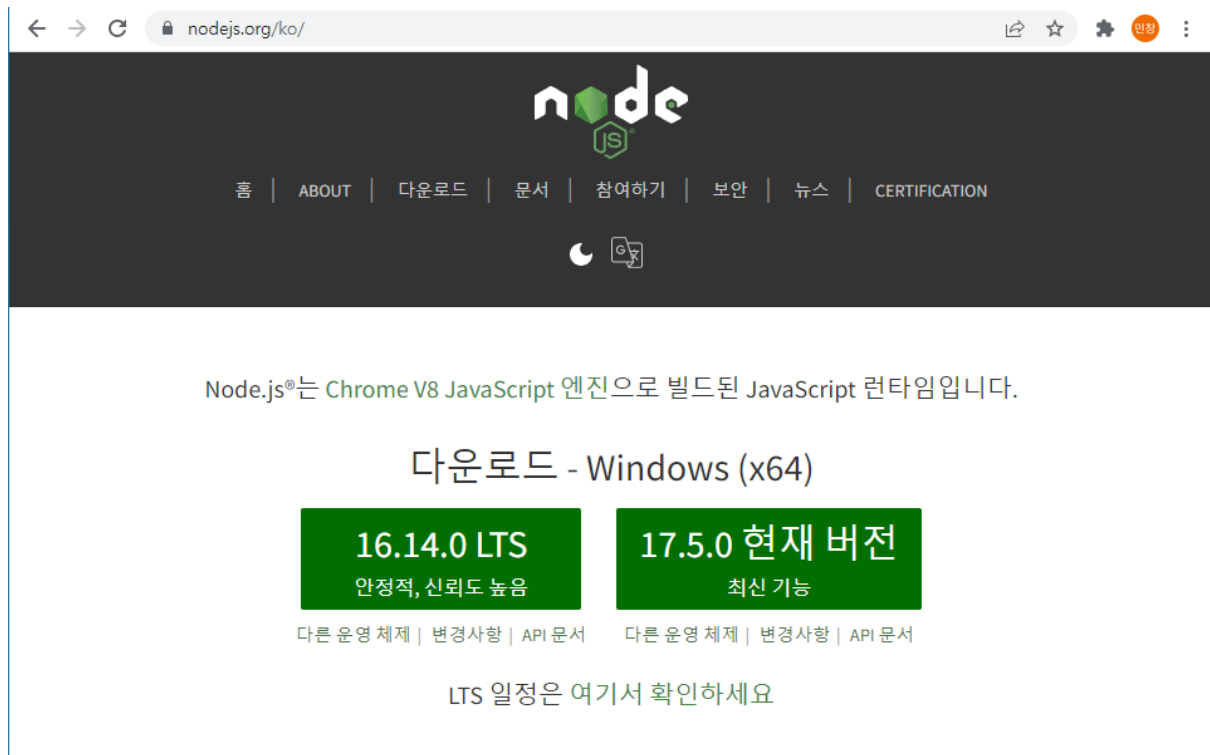 nodejs.org/ko/
민창
node
JS
홈 | ABOUT | 다운로드 | 문서 | 참여하기 | 보안 | 뉴스 | CERTIFICATION
Node.js®는 Chrome V8 JavaScript 엔진으로 빌드된 JavaScript 런타임입니다.
다운로드 - Windows (x64)
16.14.0 LTS
안정적, 신뢰도 높음
17.5.0 현재 버전
최신 기능
다른 운영 체제 | 변경사항 | API 문서
다른 운영 체제 | 변경사항 | API 문서
LTS 일정은 여기서 확인하세요